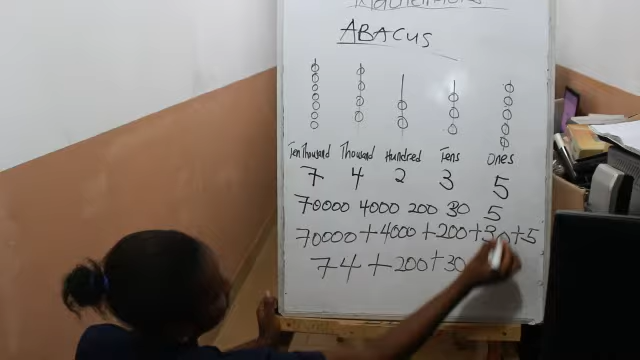 ABACUS
Ten Thousand Thousand Hundred Tens Ones
7 4 2 3 5
70000 4000 200 30 5
70000 + 4000 + 200 + 30 + 5
74 + 200 + 30